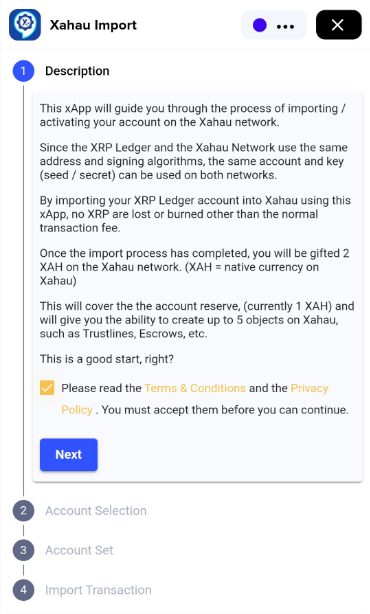 Xahau Import
1 Description
This xApp will guide you through the process of importing /
activating your account on the Xahau network.
Since the XRP Ledger and the Xahau Network use the same
address and signing algorithms, the same account and key
(seed / secret) can be used on both networks.
By importing your XRP Ledger account into Xahau using this
xApp, no XRP are lost or burned other than the normal
transaction fee.
Once the import process has completed, you will be gifted 2
XAH on the Xahau network. (XAH = native currency on
Xahau)
This will cover the the account reserve, (currently 1 XAH) and
will give you the ability to create up to 5 objects on Xahau,
such as Trustlines, Escrows, etc.
This is a good start, right?
Please read the Terms & Conditions and the Privacy
Policy . You must accept them before you can continue.
Next
2 Account Selection
3 Account Set
4 Import Transaction